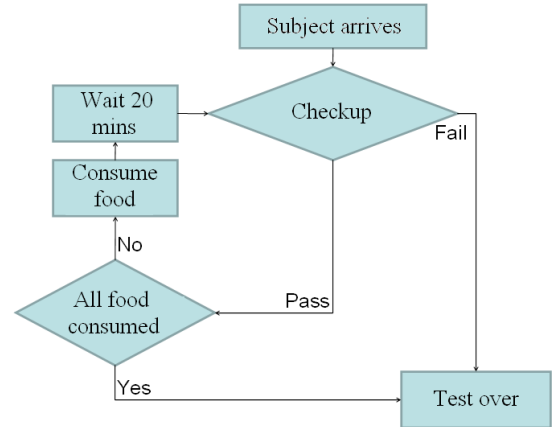 Subject arrives
Wait 20
mins
Checkup
Fail
Consume
food
No
All food
consumed
Pass
Yes
Test over